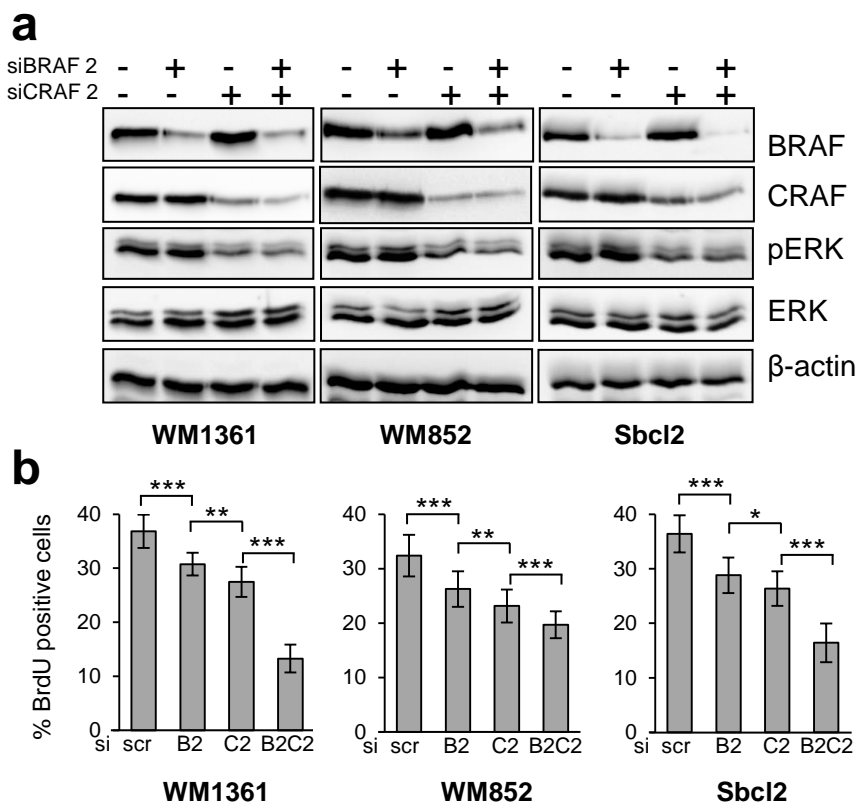 a
siBRAF 2 - + - + - + - + - + - +
siCRAF 2 - - + + - - + + - - + +
BRAF
CRAF
pERK
ERK
β-actin
WM1361 WM852 Sbcl2
b
% BrdU positive cells
40
30
20
10
0
*** ** ***
si scr B2 C2 B2C2
WM1361
40
30
20
10
0
*** ** ***
si scr B2 C2 B2C2
WM852
40
30
20
10
0
*** * ***
si scr B2 C2 B2C2
Sbcl2